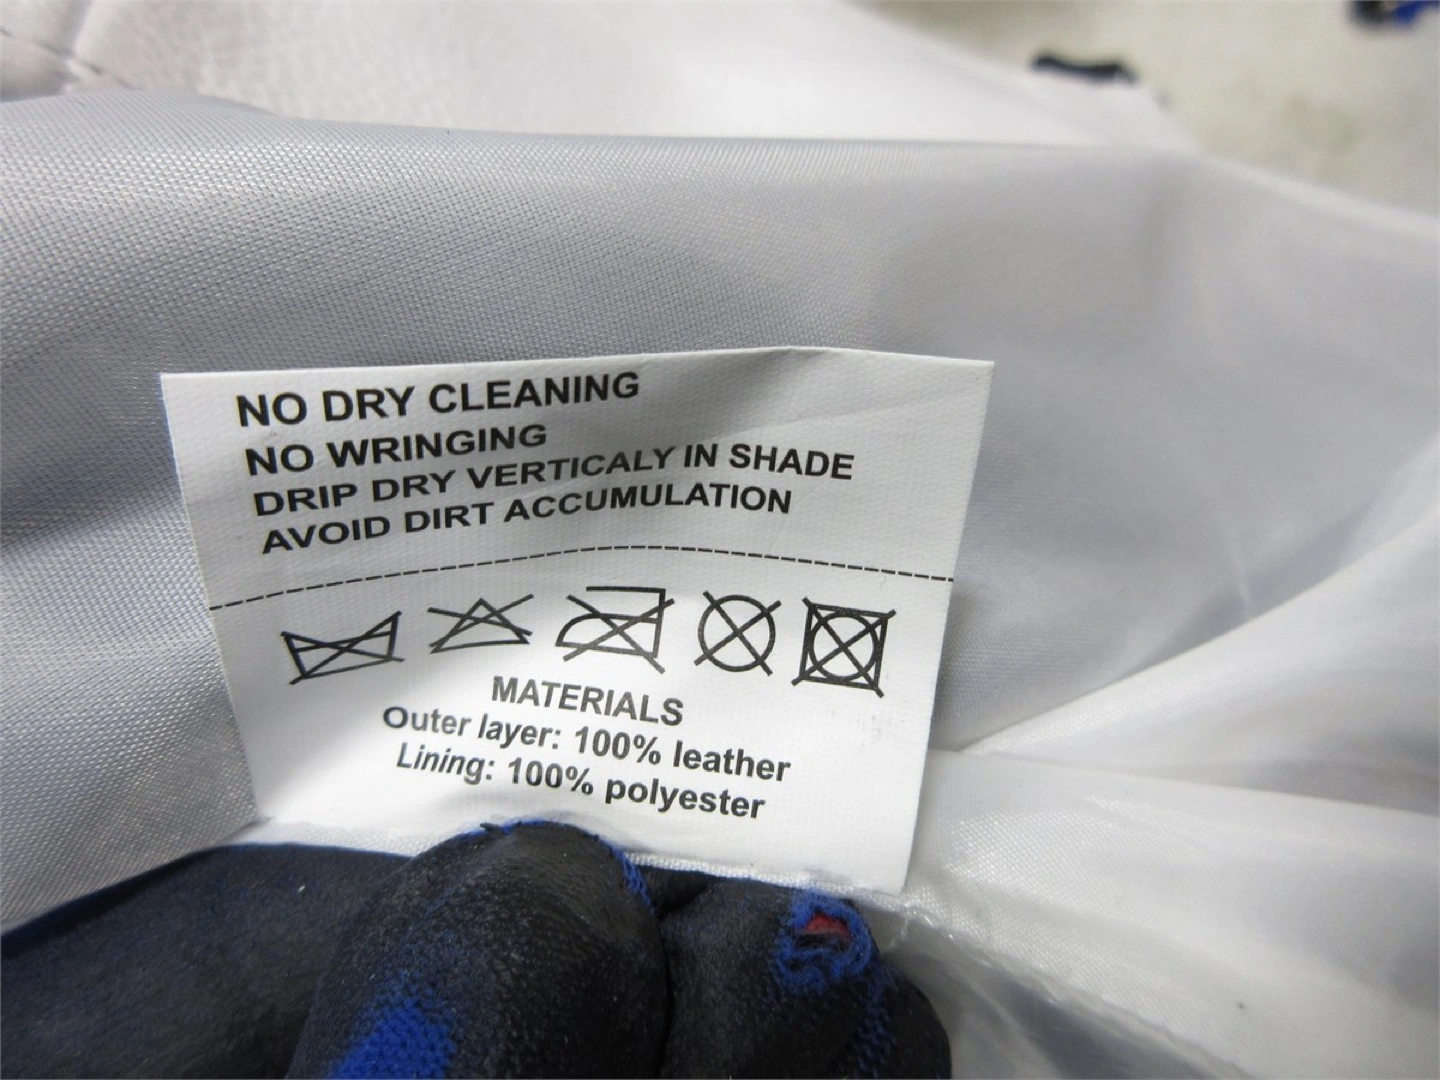 NO DRY CLEANING
NO WRINGING
DRIP DRY VERTICALY IN SHADE
AVOID DIRT ACCUMULATION
MATERIALS
Outer layer: 100% leather
Lining: 100% polyester